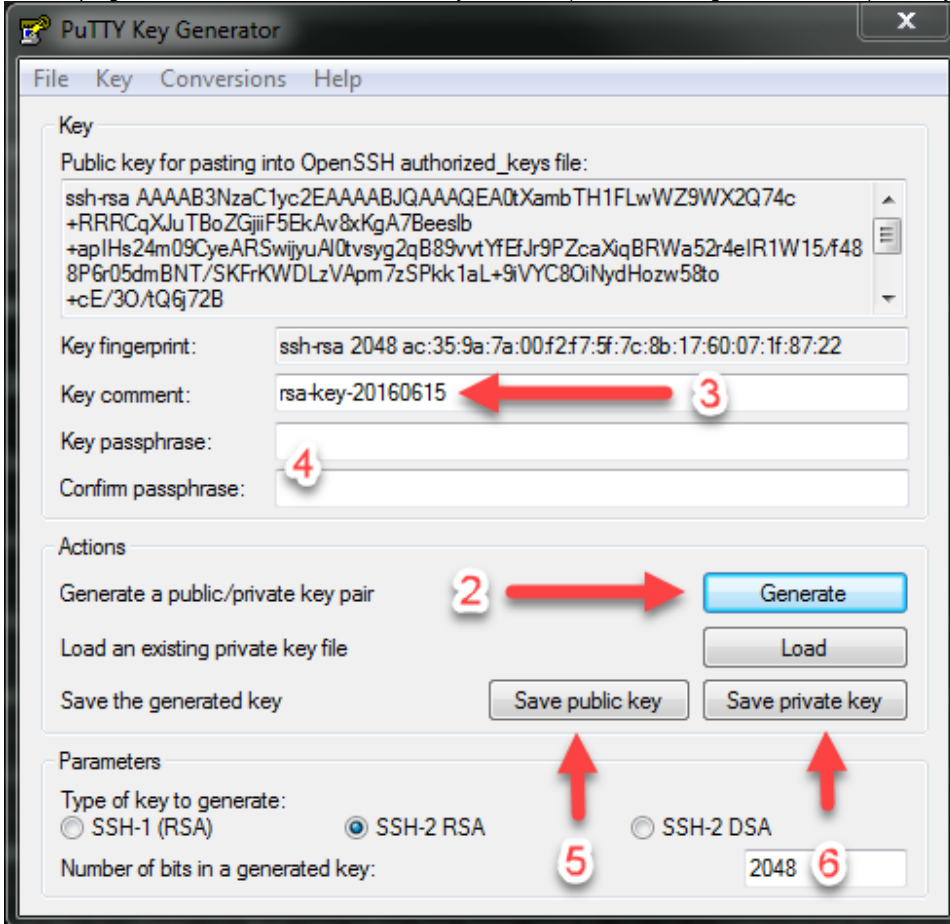 PuTTY Key Generator
x
File Key Conversions Help
Key
Public key for pasting into OpenSSH authorized_keys file:
ssh-rsa AAAAB3NzaC1yc2EAAAABJQAAAQEA0tXambTH1FLwWZ9WX2Q74c
+RRRCqXJuTBoZGjiiF5EkAv8xKgA7Beeslb
+apIHs24m09CyeARSwijyuAl0tvsyg2qB89vvtYfEfJr9PZcaXiqBRWa52r4eIR1W15/f48
8P6r05dmBNT/SKFrKWDLzVApm7zSPkk1aL+9iVYC8OiNydHozw58to
+cE/3O/tQ6j72B
Key fingerprint: ssh-rsa 2048 ac:35:9a:7a:00:f2:f7:5f:7c:8b:17:60:07:1f:87:22
Key comment: rsa-key-20160615 3
Key passphrase:
4
Confirm passphrase:
Actions
Generate a public/private key pair 2 Generate
Load an existing private key file Load
Save the generated key Save public key Save private key
Parameters
Type of key to generate:
SSH-1 (RSA) SSH-2 RSA SSH-2 DSA
Number of bits in a generated key: 5 2048 6